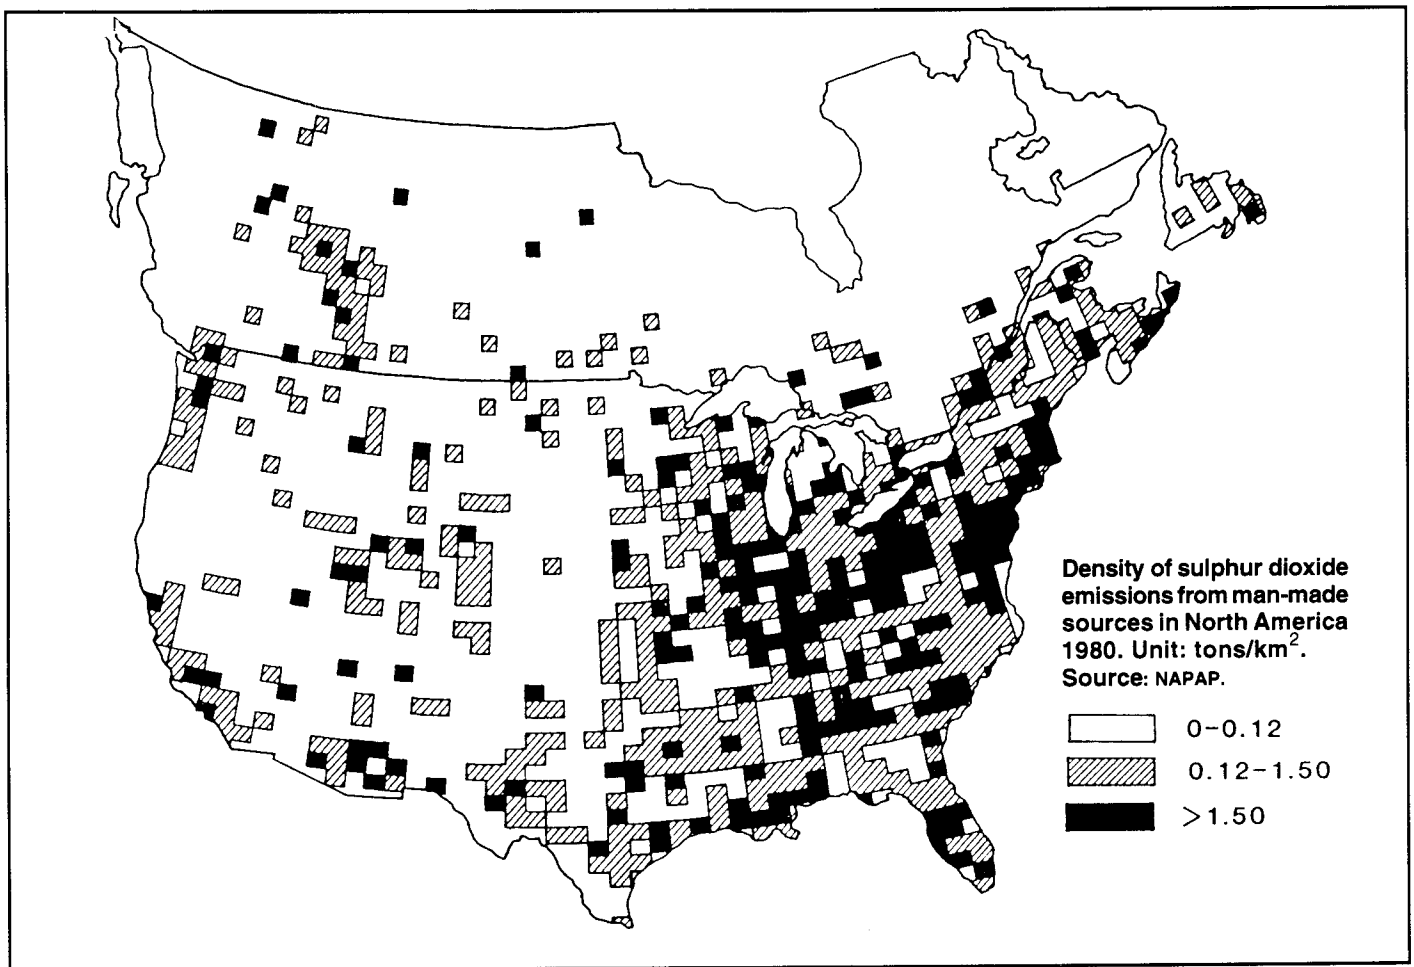 Density of sulphur dioxide
emissions from man-made
sources in North America
1980. Unit: tons/km².
Source: NAPAP.
0-0.12
0.12-1.50
>1.50